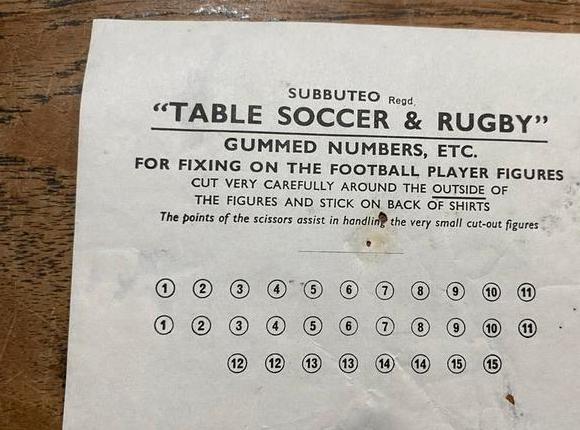 SUBBUTEO Regd.
“TABLE SOCCER & RUGBY”
GUMMED NUMBERS, ETC.
FOR FIXING ON THE FOOTBALL PLAYER FIGURES
CUT VERY CAREFULLY AROUND THE OUTSIDE OF
THE FIGURES AND STICK ON BACK OF SHIRTS
The points of the scissors assist in handling the very small cut-out figures
1 2 3 4 5 6 7 8 9 10 11
1 2 3 4 5 6 7 8 9 10 11
12 12 13 13 14 14 15 15